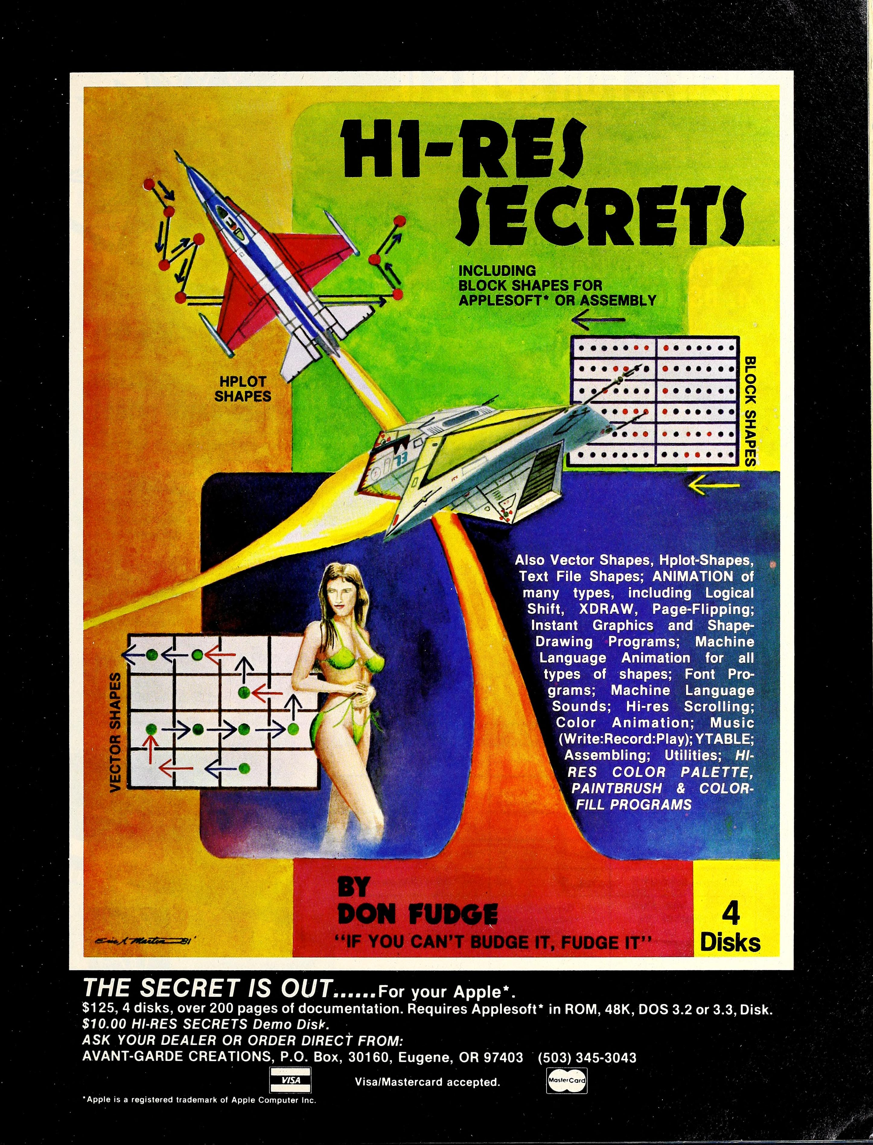 HI-RES
SECRETS
INCLUDING
BLOCK SHAPES FOR
APPLESOFT* OR ASSEMBLY
HPLOT
SHAPES
BLOCK SHAPES
73
Also Vector Shapes, Hplot-Shapes,
Text File Shapes; ANIMATION of
many types, including Logical
Shift, XDRAW, Page-Flipping;
Instant Graphics and Shape-
Drawing Programs; Machine
Language Animation for all
types of shapes; Font Pro-
grams; Machine Language
Sounds; Hi-res Scrolling;
Color Animation; Music
(Write:Record:Play); YTABLE;
Assembling; Utilities; HI-
RES COLOR PALETTE,
PAINTBRUSH & COLOR-
FILL PROGRAMS
VECTOR SHAPES
BY
DON FUDGE
"IF YOU CAN'T BUDGE IT, FUDGE IT"
4
Disks
Eric A Martin 81'
THE SECRET IS OUT......For your Apple*.
$125, 4 disks, over 200 pages of documentation. Requires Applesoft* in ROM, 48K, DOS 3.2 or 3.3, Disk.
$10.00 HI-RES SECRETS Demo Disk.
ASK YOUR DEALER OR ORDER DIRECT FROM:
AVANT-GARDE CREATIONS, P.O. Box, 30160, Eugene, OR 97403 (503) 345-3043
VISA
Visa/Mastercard accepted.
MasterCard
*Apple is a registered trademark of Apple Computer Inc.